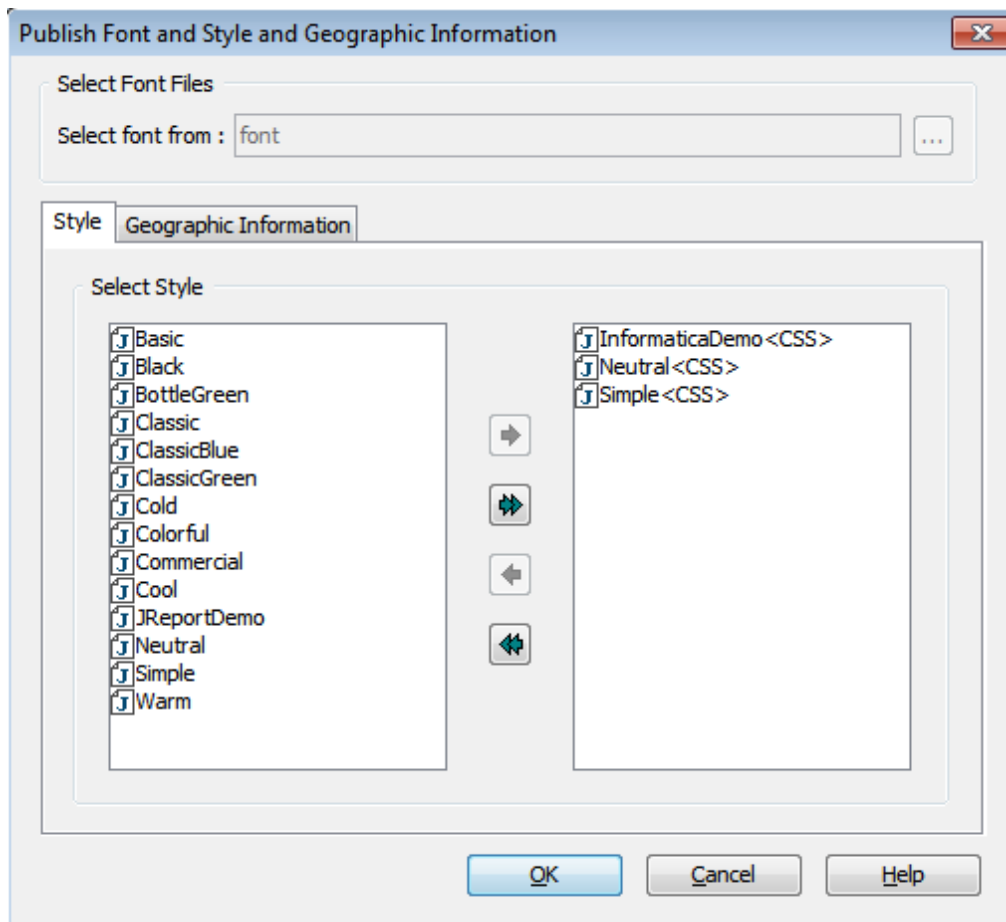 Publish Font and Style and Geographic Information
Select Font Files
Select font from : font ...
Style Geographic Information
Select Style
Basic
Black
BottleGreen
Classic
ClassicBlue
ClassicGreen
Cold
Colorful
Commercial
Cool
JReportDemo
Neutral
Simple
Warm
InformaticaDemo<CSS>
Neutral<CSS>
Simple<CSS>
OK Cancel Help